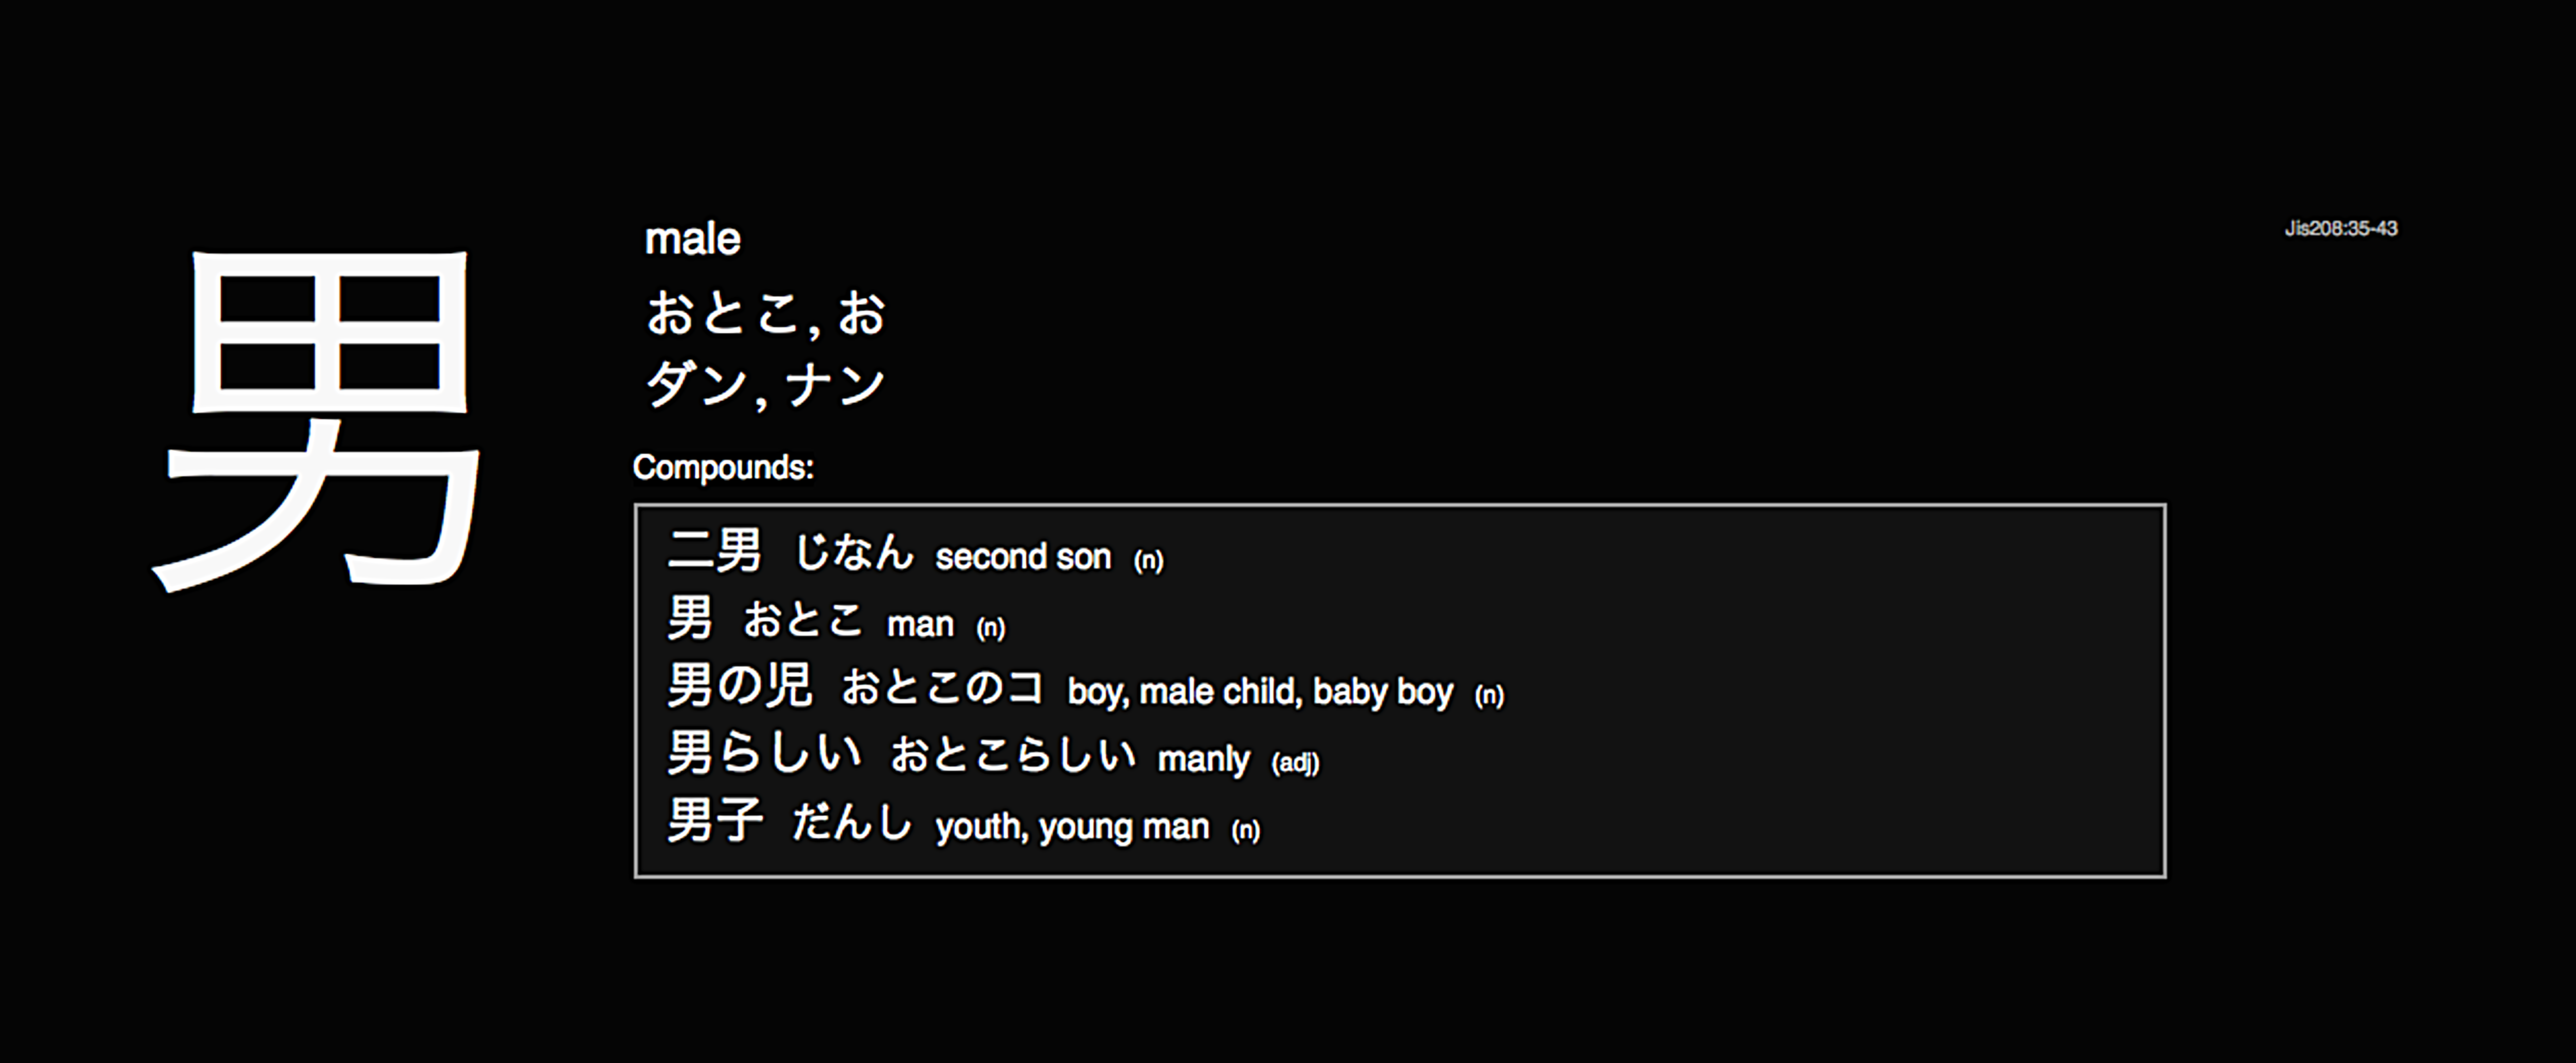 男
male
Jis208:35-43
おとこ, お
ダン, ナン
Compounds:
二男 じなん second son (n)
男 おとこ man (n)
男の児 おとこのコ boy, male child, baby boy (n)
男らしい おとこらしい manly (adj)
男子 だんし youth, young man (n)